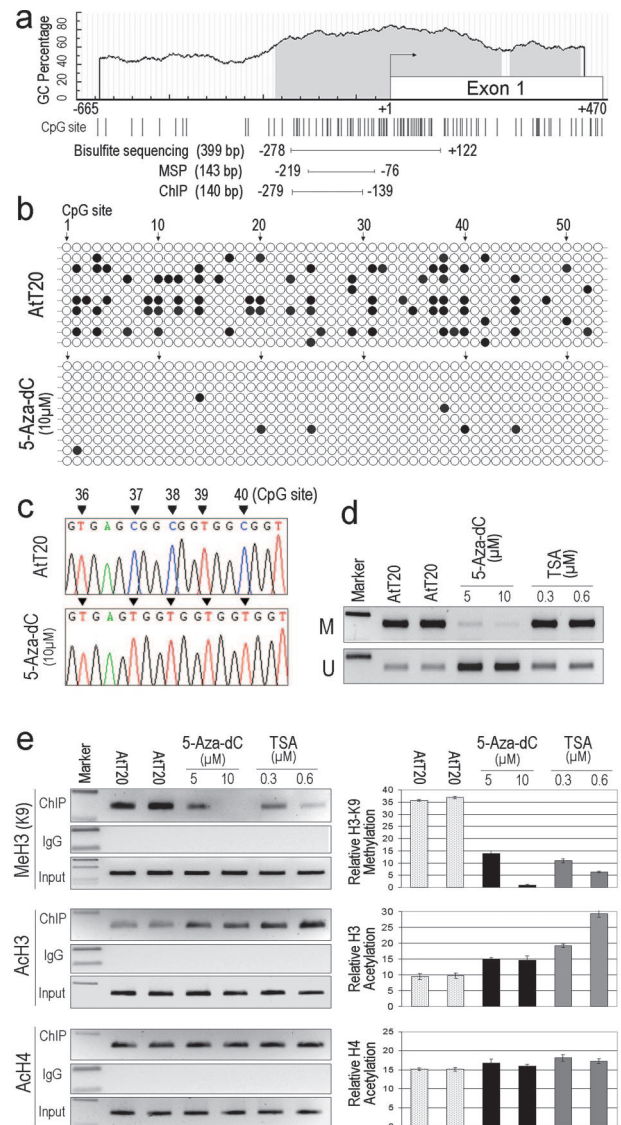 a
GC Percentage
80
60
40
20
0
Exon 1
-665
+1
+470
CpG site
Bisulfite sequencing (399 bp) -278 +122
MSP (143 bp) -219 -76
ChIP (140 bp) -279 -139
b
CpG site
1 10 20 30 40 50
AtT20
5-Aza-dC
(10µM)
c
36 37 38 39 40 (CpG site)
G T G A G C G G C G G T G G C G G T
AtT20
G T G A G T G G T G G T G G T G G T
5-Aza-dC
(10µM)
d
Marker
AtT20
AtT20
5-Aza-dC
(µM)
5 10
TSA
(µM)
0.3 0.6
M
U
e
Marker
AtT20
AtT20
5-Aza-dC
(µM)
5 10
TSA
(µM)
0.3 0.6
MeH3 (K9)
ChIP
IgG
Input
AcH3
ChIP
IgG
Input
AcH4
ChIP
IgG
Input
AtT20
AtT20
5-Aza-dC
(µM)
5 10
TSA
(µM)
0.3 0.6
Relative H3-K9
Methylation
40
35
30
25
20
15
10
5
0
Relative H3
Acetylation
30
25
20
15
10
5
0
Relative H4
Acetylation
25
20
15
10
5
0